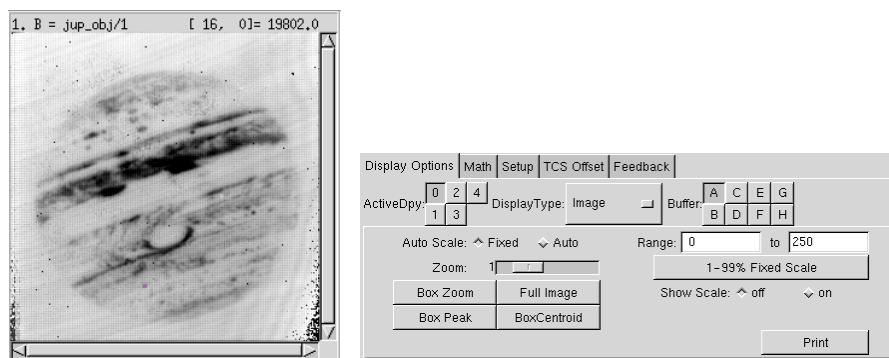 1. B = jup_obj/1 [ 16, 0]= 19802.0
Display Options Math Setup TCS Offset Feedback
ActiveDpy: 0 2 4 DisplayType: Image Buffer: A C E G
1 3 B D F H
Auto Scale: Fixed Auto Range: 0 to 250
Zoom: 1 1-99% Fixed Scale
Box Zoom Full Image Show Scale: off on
Box Peak BoxCentroid
Print